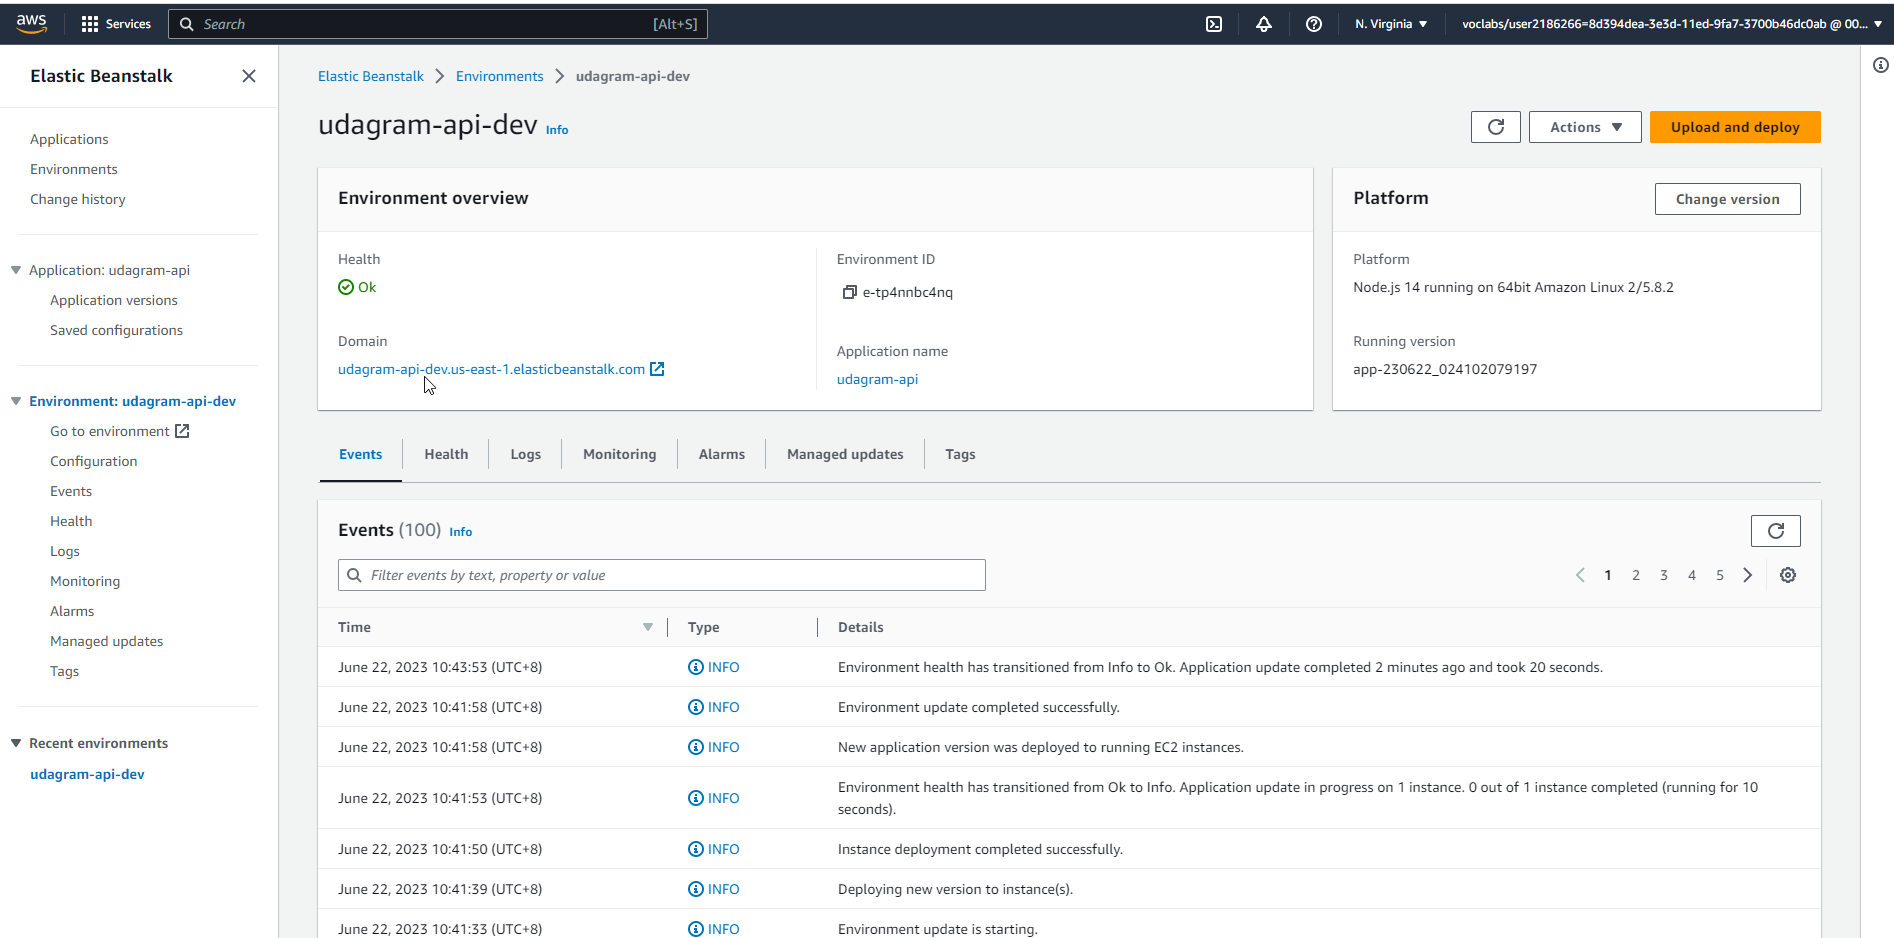 aws
Services
Search
[Alt+S]
N. Virginia
voclabs/user2186266=8d394dea-3e3d-11ed-9fa7-3700b46dc0ab @ 00...
Elastic Beanstalk
Applications
Environments
Change history
Application: udagram-api
Application versions
Saved configurations
Environment: udagram-api-dev
Go to environment
Configuration
Events
Health
Logs
Monitoring
Alarms
Managed updates
Tags
Recent environments
udagram-api-dev
Elastic Beanstalk > Environments > udagram-api-dev
udagram-api-dev Info
Actions
Upload and deploy
Environment overview
Health
Ok
Domain
udagram-api-dev.us-east-1.elasticbeanstalk.com
Environment ID
e-tp4nnbc4nq
Application name
udagram-api
Platform
Change version
Platform
Node.js 14 running on 64bit Amazon Linux 2/5.8.2
Running version
app-230622_024102079197
Events Health Logs Monitoring Alarms Managed updates Tags
Events (100) Info
Filter events by text, property or value
1 2 3 4 5
Time Type Details
June 22, 2023 10:43:53 (UTC+8) INFO Environment health has transitioned from Info to Ok. Application update completed 2 minutes ago and took 20 seconds.
June 22, 2023 10:41:58 (UTC+8) INFO Environment update completed successfully.
June 22, 2023 10:41:58 (UTC+8) INFO New application version was deployed to running EC2 instances.
June 22, 2023 10:41:53 (UTC+8) INFO Environment health has transitioned from Ok to Info. Application update in progress on 1 instance. 0 out of 1 instance completed (running for 10
seconds).
June 22, 2023 10:41:50 (UTC+8) INFO Instance deployment completed successfully.
June 22, 2023 10:41:39 (UTC+8) INFO Deploying new version to instance(s).
June 22, 2023 10:41:33 (UTC+8) INFO Environment update is starting.